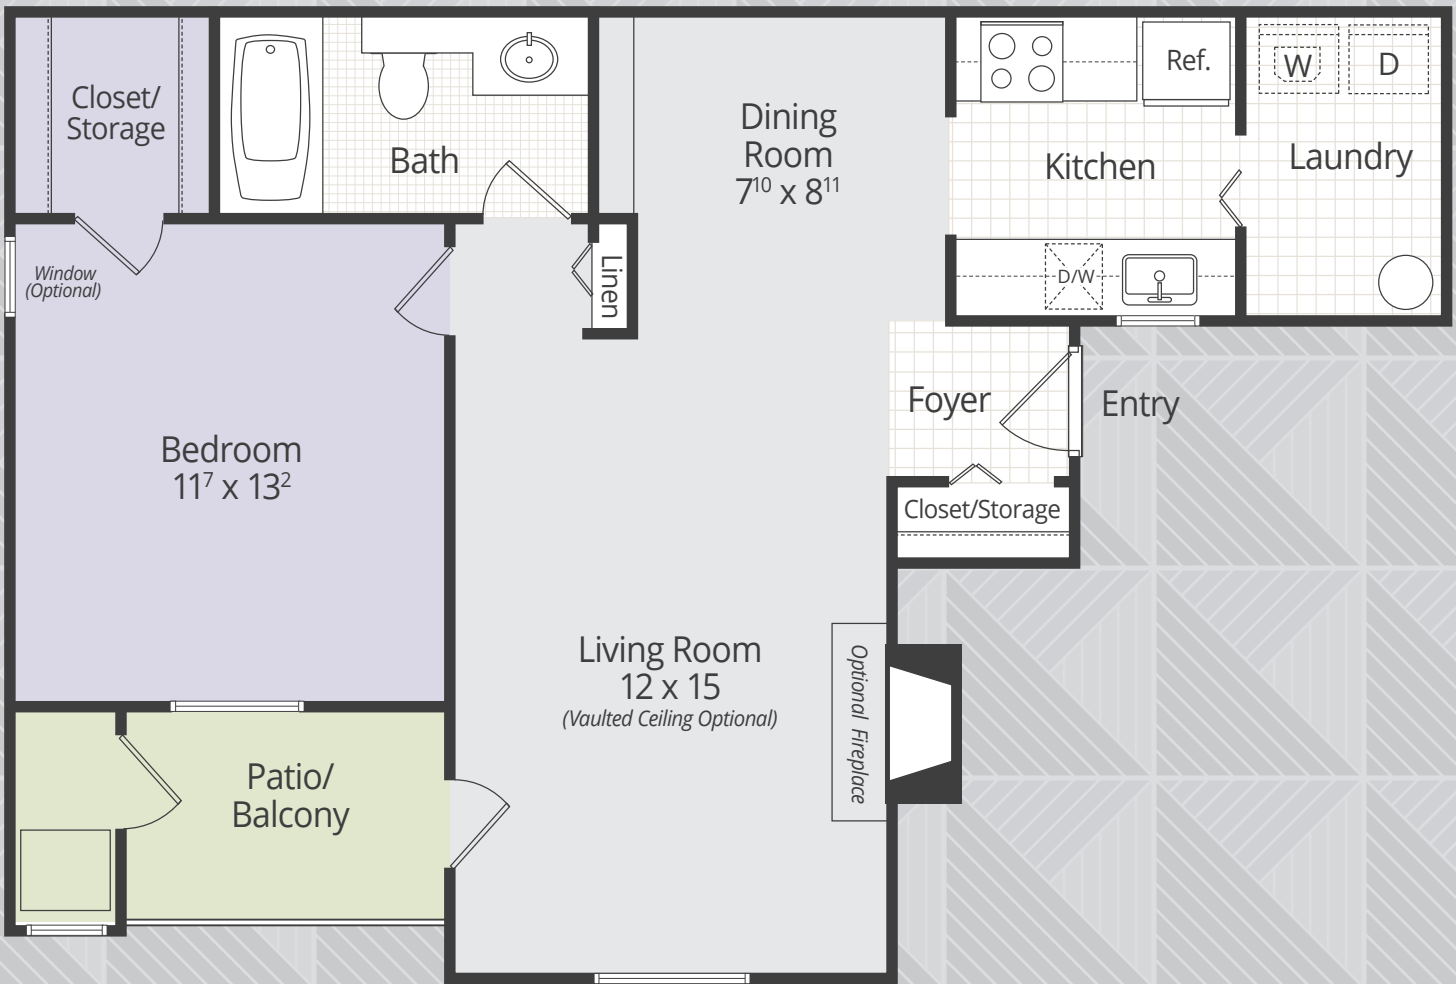 Closet/
Storage
Bath
Dining
Room
7¹⁰ x 8¹¹
Ref.
Kitchen
W
D
Laundry
Window
(Optional)
Linen
D/W
Foyer
Entry
Bedroom
11⁷ x 13²
Closet/Storage
Living Room
12 x 15
(Vaulted Ceiling Optional)
Optional Fireplace
Patio/
Balcony